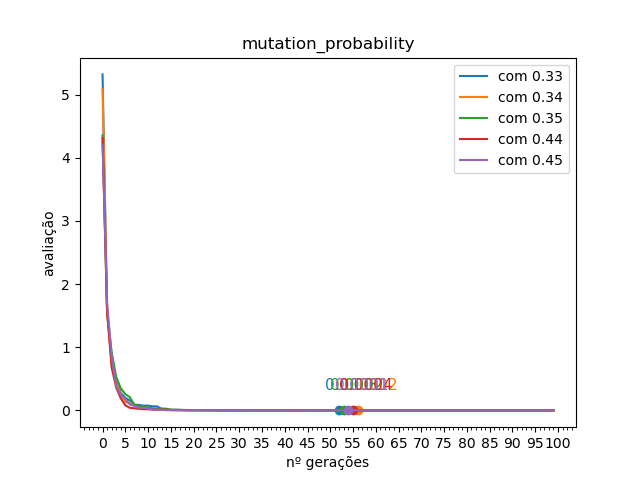 mutation_probability
com 0.33
com 0.34
com 0.35
com 0.44
com 0.45
avaliação
5
4
3
2
1
0
0 5 10 15 20 25 30 35 40 45 50 55 60 65 70 75 80 85 90 95 100
nº gerações